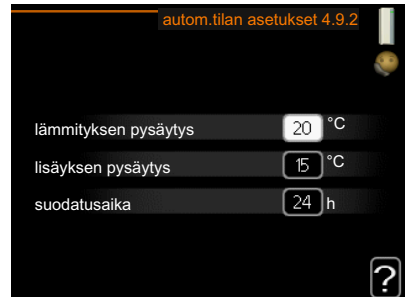 autom.tilan asetukset 4.9.2
lämmityksen pysäytys 20 °C
lisäyksen pysäytys 15 °C
suodatusaika 24 h
?